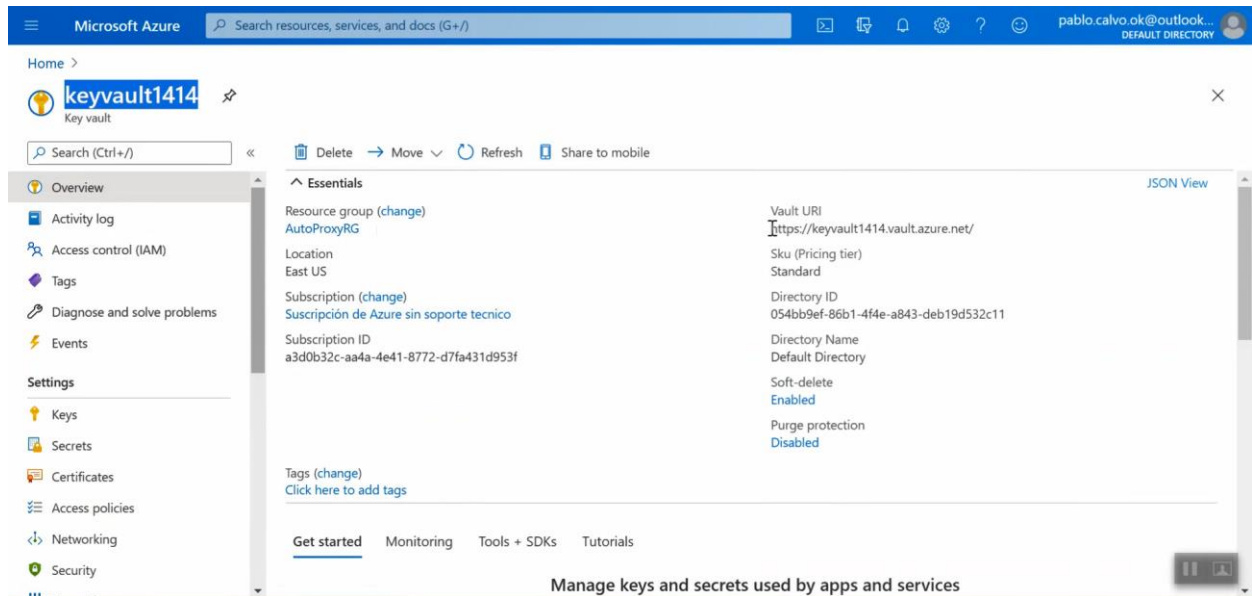 Microsoft Azure
Search resources, services, and docs (G+/)
pablo.calvo.ok@outlook...
DEFAULT DIRECTORY
Home >
keyvault1414
Key vault
Search (Ctrl+/)
«
Delete
Move
Refresh
Share to mobile
Overview
Activity log
Access control (IAM)
Tags
Diagnose and solve problems
Events
Settings
Keys
Secrets
Certificates
Access policies
Networking
Security
Essentials
JSON View
Resource group (change)
AutoProxyRG
Location
East US
Subscription (change)
Suscripción de Azure sin soporte tecnico
Subscription ID
a3d0b32c-aa4a-4e41-8772-d7fa431d953f
Vault URI
https://keyvault1414.vault.azure.net/
Sku (Pricing tier)
Standard
Directory ID
054bb9ef-86b1-4f4e-a843-deb19d532c11
Directory Name
Default Directory
Soft-delete
Enabled
Purge protection
Disabled
Tags (change)
Click here to add tags
Get started
Monitoring
Tools + SDKs
Tutorials
Manage keys and secrets used by apps and services